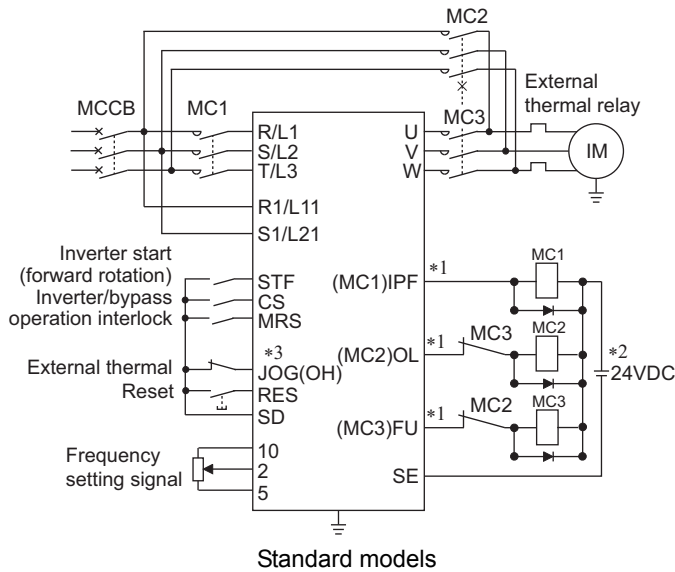 MC2
MCCB
MC1
External
thermal relay
MC3
R/L1
S/L2
T/L3
R1/L11
S1/L21
U
V
W
IM
Inverter start
(forward rotation)
Inverter/bypass
operation interlock
STF
CS
MRS
External thermal
Reset
*3
JOG(OH)
RES
SD
Frequency
setting signal
10
2
5
(MC1)IPF
*1
MC1
(MC2)OL
*1
MC3
MC2
*2
24VDC
(MC3)FU
*1
MC2
MC3
SE
Standard models